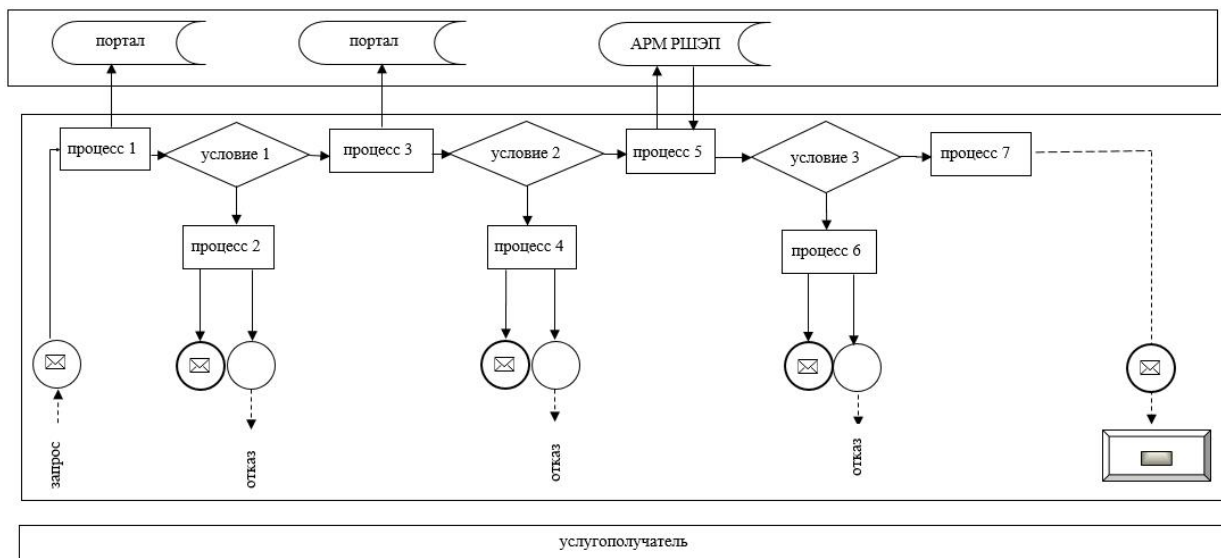 портал
портал
АРМ РШЭП
процесс 1
условие 1
процесс 3
условие 2
процесс 5
условие 3
процесс 7
процесс 2
процесс 4
процесс 6
запрос
отказ
отказ
отказ
услугополучатель